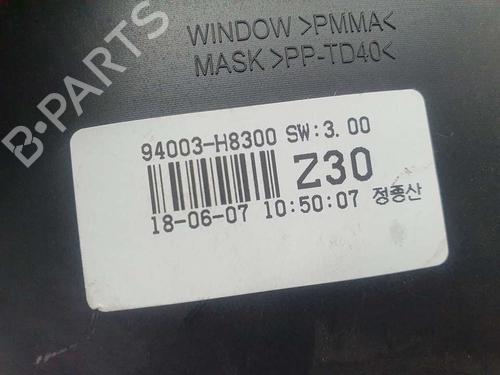 WINDOW >PMMA<
MASK >PP-TD40<
94003-H8300 SW:3.00
Z30
18-06-07 10:50:07 정종산
B-PARTS